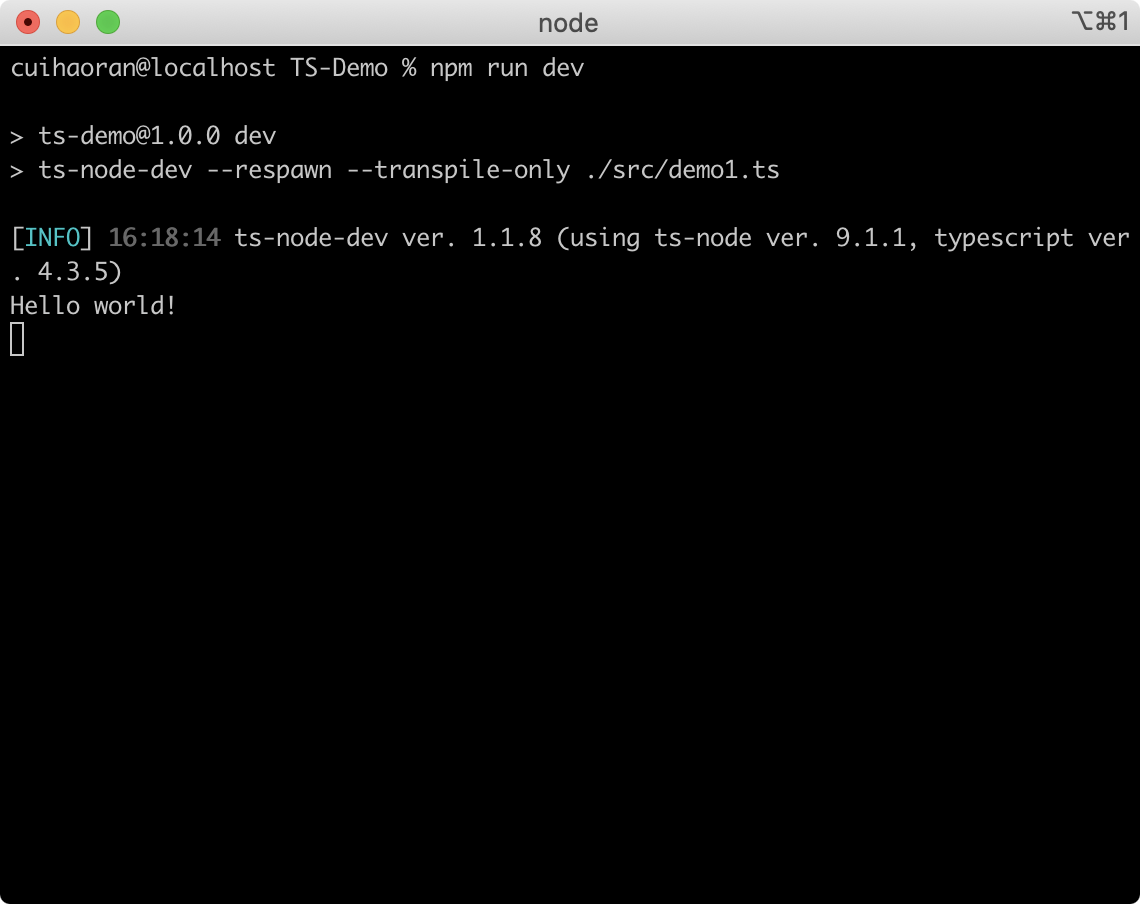 node
⌥⌘1
cuihaoran@localhost TS-Demo % npm run dev
> ts-demo@1.0.0 dev
> ts-node-dev --respawn --transpile-only ./src/demo1.ts
[INFO] 16:18:14 ts-node-dev ver. 1.1.8 (using ts-node ver. 9.1.1, typescript ver
. 4.3.5)
Hello world!